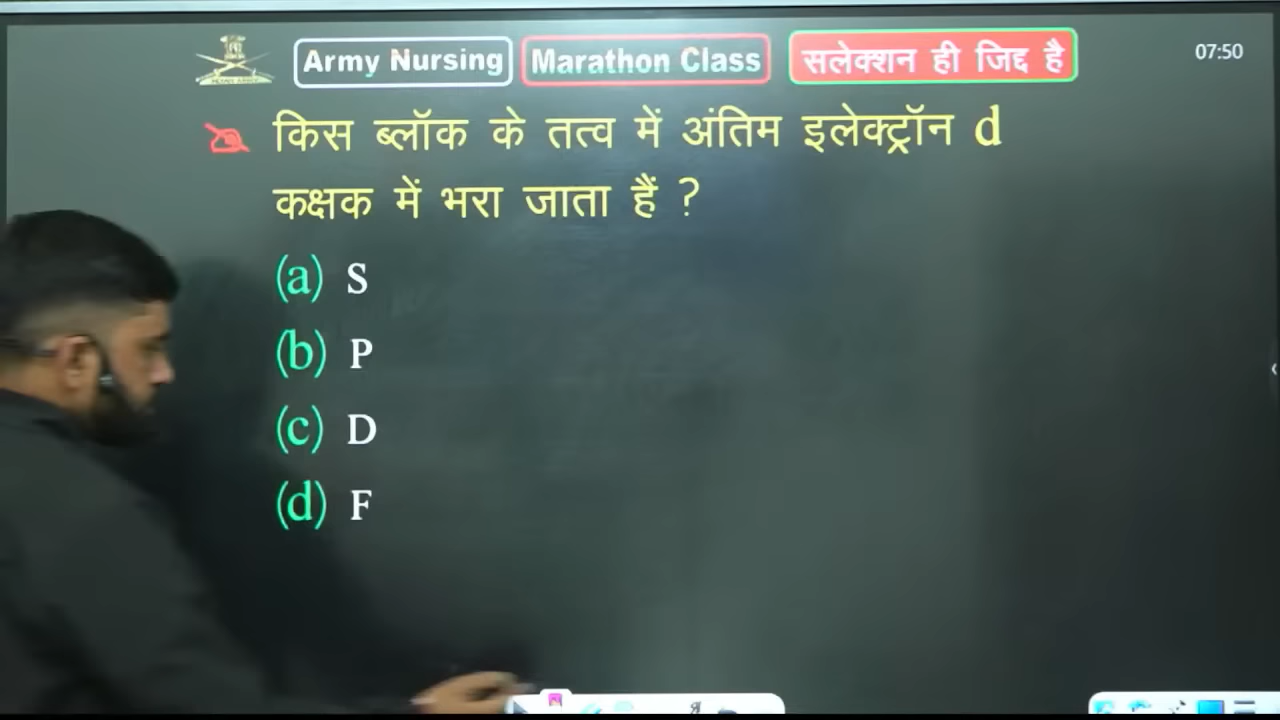 Army Nursing Marathon Class सलेक्शन ही जिद्द है 07:50
किस ब्लॉक के तत्व में अंतिम इलेक्ट्रॉन d
कक्षक में भरा जाता हैं ?
(a) S
(b) P
(c) D
(d) F